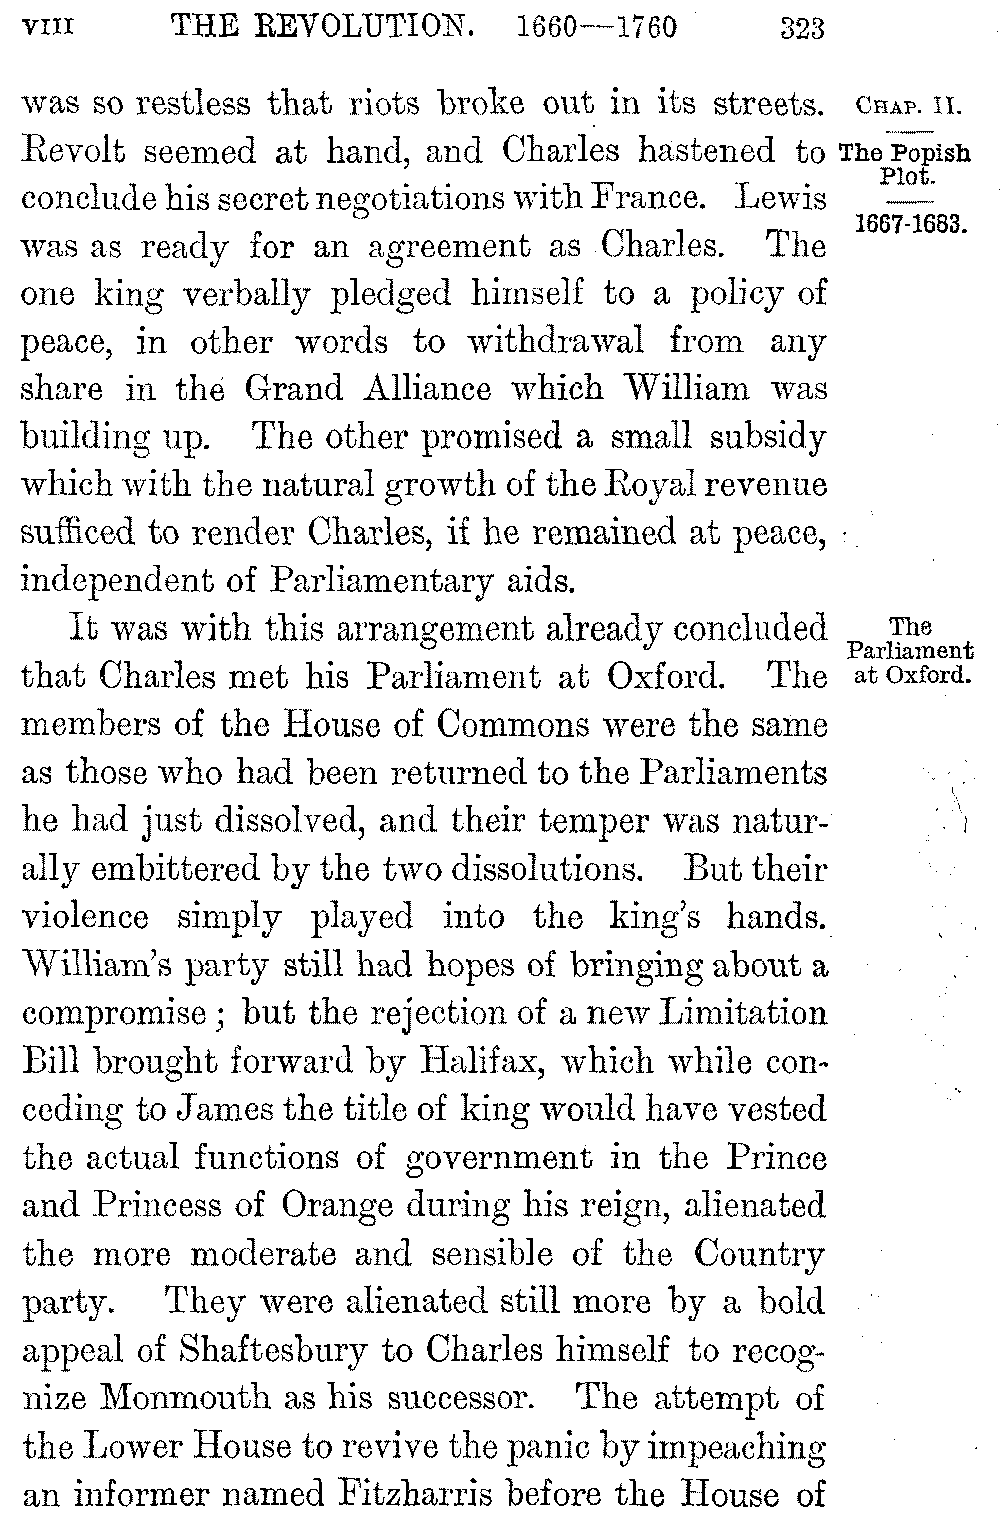 VIII THE REVOLUTION. 1660—1760 323
was so restless that riots broke out in its streets.
Revolt seemed at hand, and Charles hastened to
conclude his secret negotiations with France. Lewis
was as ready for an agreement as Charles. The
one king verbally pledged himself to a policy of
peace, in other words to withdrawal from any
share in the Grand Alliance which William was
building up. The other promised a small subsidy
which with the natural growth of the Royal revenue
sufficed to render Charles, if he remained at peace,
independent of Parliamentary aids.
CHAP. II.
The Popish
Plot.
1667-1683.
It was with this arrangement already concluded
that Charles met his Parliament at Oxford. The
members of the House of Commons were the same
as those who had been returned to the Parliaments
he had just dissolved, and their temper was natur-
ally embittered by the two dissolutions. But their
violence simply played into the king's hands.
William's party still had hopes of bringing about a
compromise; but the rejection of a new Limitation
Bill brought forward by Halifax, which while con-
ceding to James the title of king would have vested
the actual functions of government in the Prince
and Princess of Orange during his reign, alienated
the more moderate and sensible of the Country
party. They were alienated still more by a bold
appeal of Shaftesbury to Charles himself to recog-
nize Monmouth as his successor. The attempt of
the Lower House to revive the panic by impeaching
an informer named Fitzharris before the House of
The
Parliament
at Oxford.